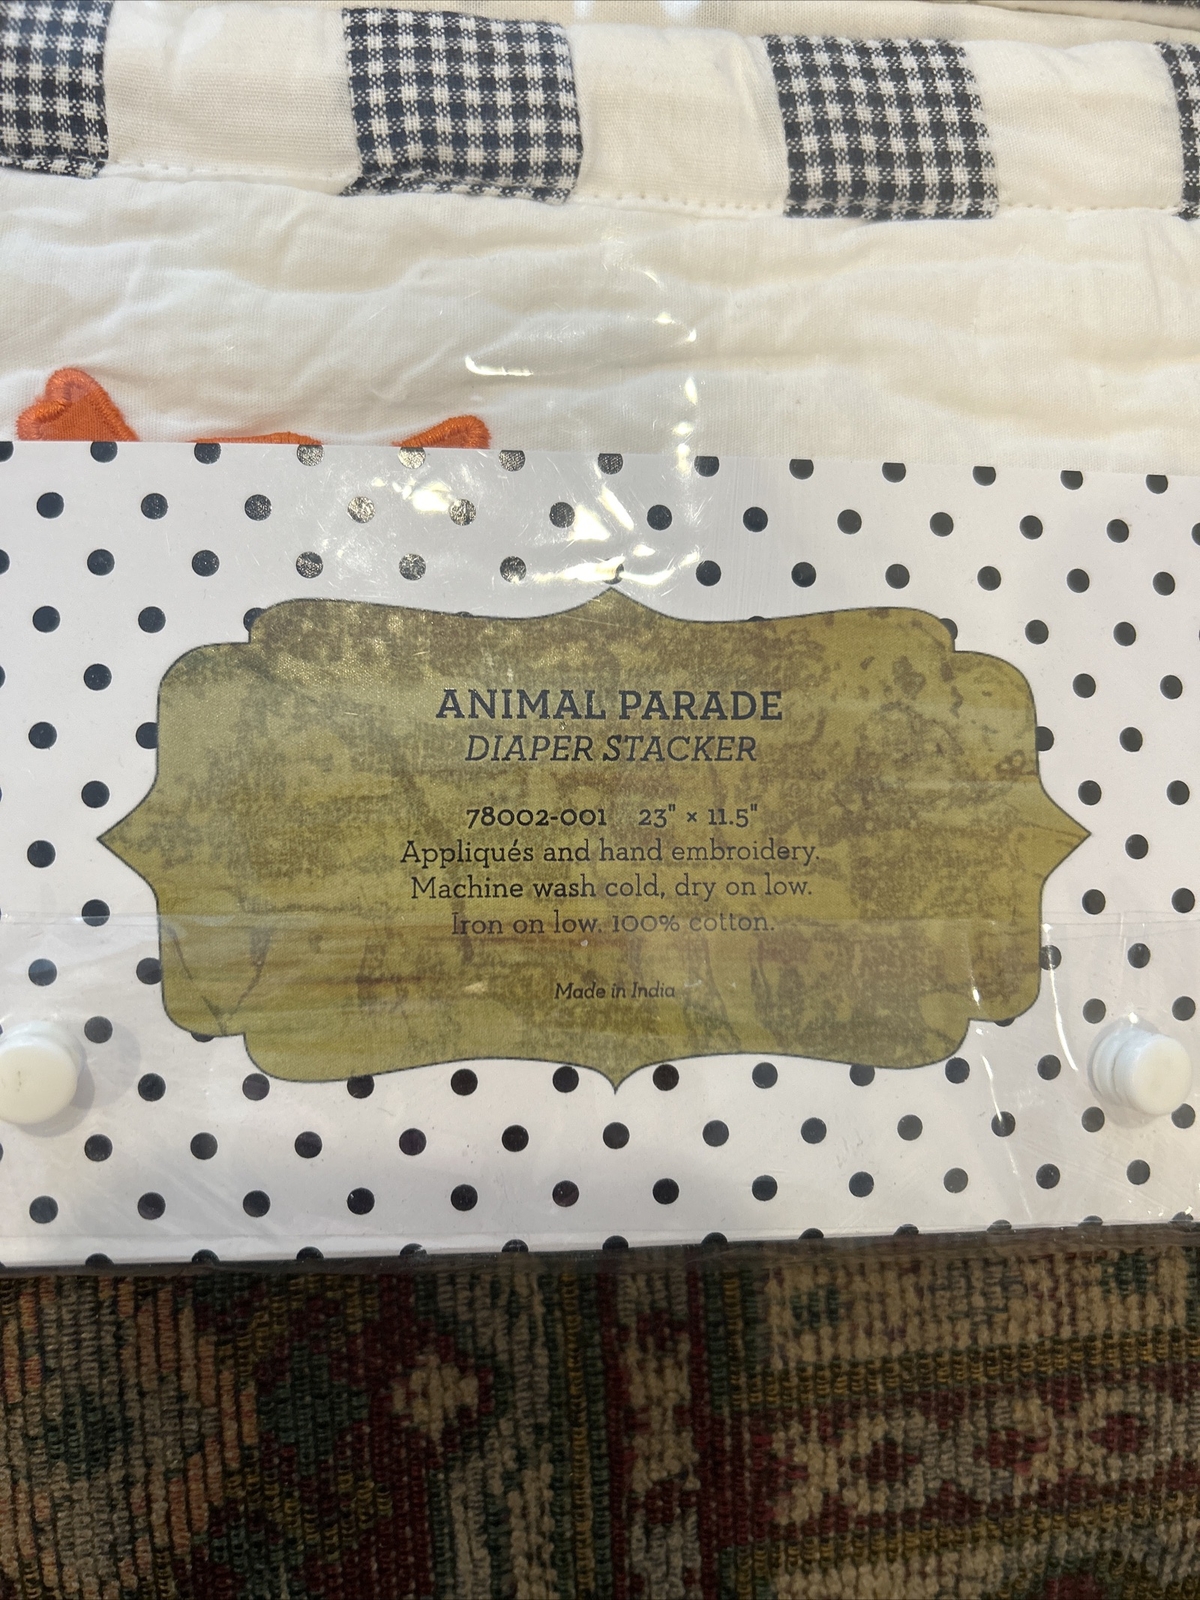 ANIMAL PARADE
DIAPER STACKER
78002-001 23" × 11.5"
Appliqués and hand embroidery.
Machine wash cold, dry on low.
Iron on low. 100% cotton.
Made in India